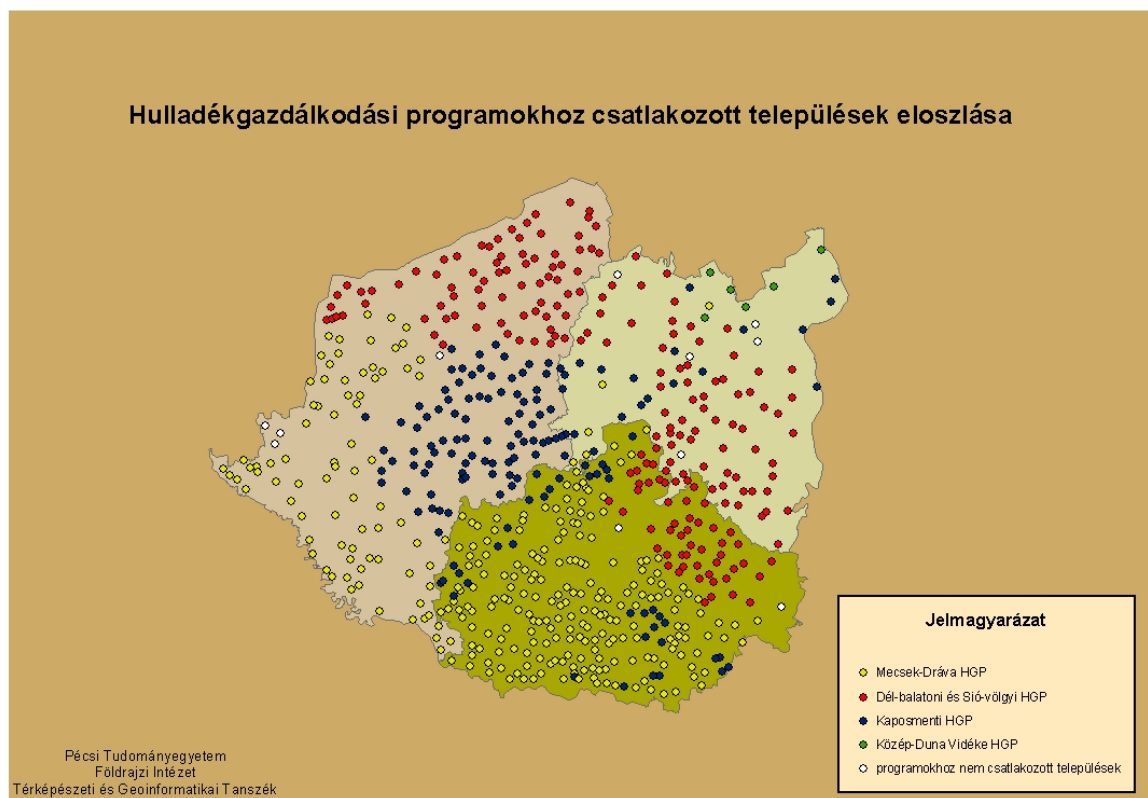 Hulladékgazdálkodási programokhoz csatlakozott települések eloszlása
Jelmagyarázat
Mecsek-Dráva HGP
Dél-balatoni és Sió-völgyi HGP
Kaposmenti HGP
Közép-Duna Vidéke HGP
programokhoz nem csatlakozott települések
Pécsi Tudományegyetem
Földrajzi Intézet
Térképészeti és Geoinformatikai Tanszék